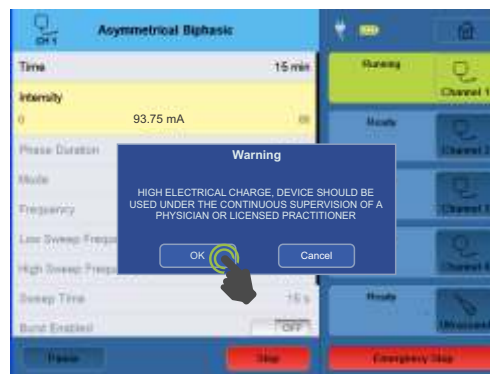 CH 1
Asymmetrical Biphasic
Time
15 min
Running
Channel 1
Intensity
0
93.75 mA
Ready
Phase Duration
Warning
Mode
HIGH ELECTRICAL CHARGE, DEVICE SHOULD BE
USED UNDER THE CONTINUOUS SUPERVISION OF A
PHYSICIAN OR LICENSED PRACTITIONER
Frequency
Low Sweep Freque
High Sweep Freque
OK
Cancel
Sweep Time
15 s
Ready
Burst Enabled
OFF
Ultrasound
Pause
Stop
Emergency Stop